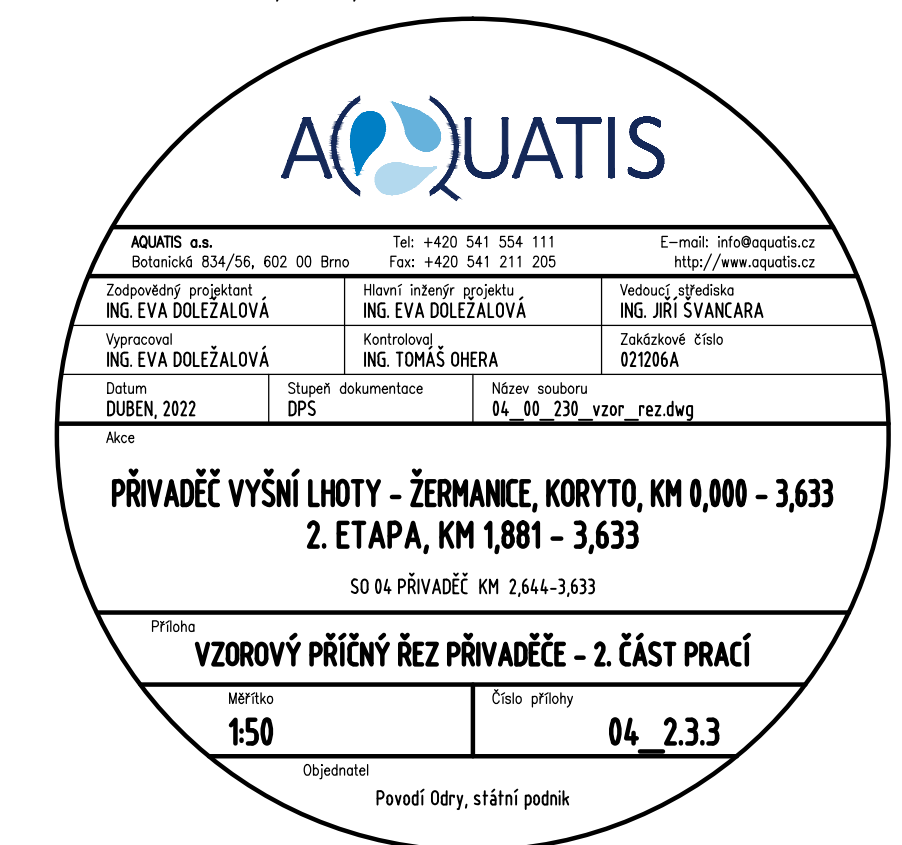 AQUATIS
AQUATIS a.s. Tel: +420 541 554 111 E-mail: info@aquatis.cz
Botanická 834/56, 602 00 Brno Fax: +420 541 211 205 http://www.aquatis.cz
Zodpovědný projektant Hlavní inženýr projektu Vedoucí střediska
ING. EVA DOLEŽALOVÁ ING. EVA DOLEŽALOVÁ ING. JIŘÍ ŠVANCARA
Vypracoval Kontroloval Zakázkové číslo
ING. EVA DOLEŽALOVÁ ING. TOMÁŠ OHERA 021206A
Datum Stupeň dokumentace Název souboru
DUBEN, 2022 DPS 04_00_230_vzor_rez.dwg
Akce
PŘIVADĚČ VYŠNÍ LHOTY - ŽERMANICE, KORYTO, KM 0,000 - 3,633
2. ETAPA, KM 1,881 - 3,633
SO 04 PŘIVADĚČ KM 2,644-3,633
Příloha
VZOROVÝ PŘÍČNÝ ŘEZ PŘIVADĚČE - 2. ČÁST PRACÍ
Měřítko Číslo přílohy
1:50 04_2.3.3
Objednatel
Povodí Odry, státní podnik